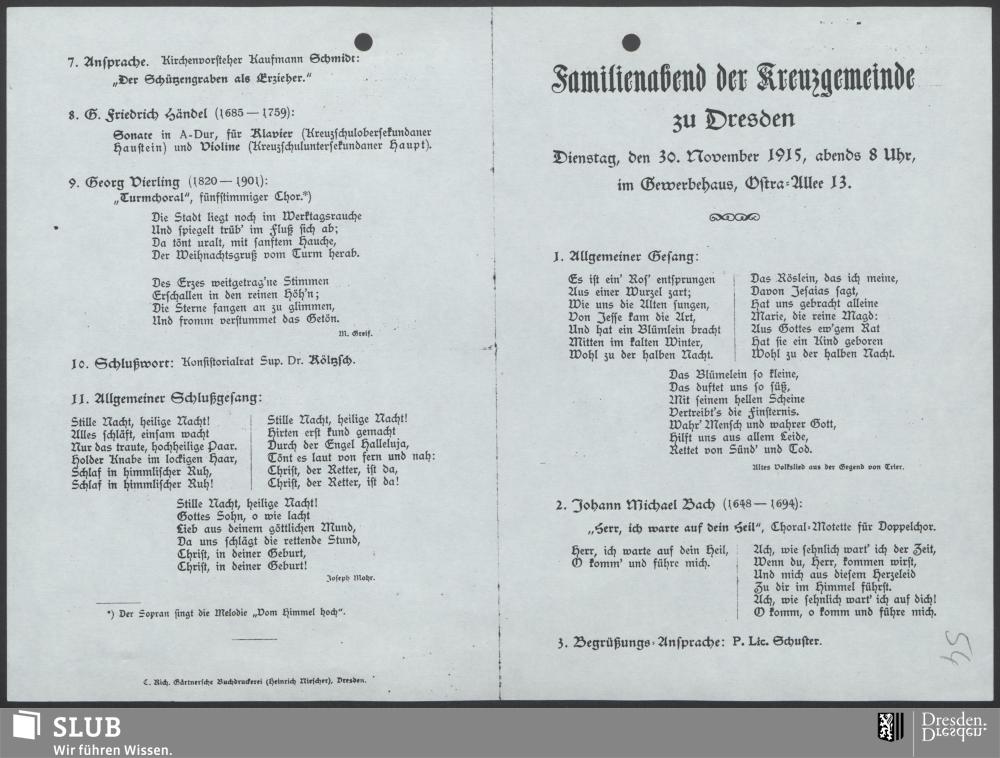 7. Ansprache. Kirchenvorsteher Kaufmann Schmidt:
„Der Schützengraben als Erzieher.“
8. G. Friedrich Händel (1685 — 1759):
Sonate in A-Dur, für Klavier (Kreuzschulobersekundaner
Haustein) und Violine (Kreuzschuluntersekundaner Haupt).
9. Georg Vierling (1820 — 1901):
„Turmchoral“, fünfstimmiger Chor.*)
Die Stadt liegt noch im Werktagsrauche
Und spiegelt trüb' im Fluß sich ab;
Da tönt uralt, mit sanftem Hauche,
Der Weihnachtsgruß vom Turm herab.
Des Erzes weitgetrag'ne Stimmen
Erschallen in den reinen Höh'n;
Die Sterne fangen an zu glimmen,
Und fromm verstummet das Getön.
M. Greif.
10. Schlußwort: Konsistorialrat Sup. Dr. Költzsch.
11. Allgemeiner Schlußgesang:
Stille Nacht, heilige Nacht!
Alles schläft, einsam wacht
Nur das traute, hochheilige Paar.
Holder Knabe im lockigen Haar,
Schlaf in himmlischer Ruh,
Schlaf in himmlischer Ruh!
Stille Nacht, heilige Nacht!
Hirten erst kund gemacht
Durch der Engel Halleluja,
Tönt es laut von fern und nah:
Christ, der Retter, ist da,
Christ, der Retter, ist da!
Stille Nacht, heilige Nacht!
Gottes Sohn, o wie lacht
Lieb aus deinem göttlichen Mund,
Da uns schlägt die rettende Stund,
Christ, in deiner Geburt,
Christ, in deiner Geburt!
Joseph Mohr.
*) Der Sopran singt die Melodie „Vom Himmel hoch“.
C. Rich. Gärtnersche Buchdruckerei (Heinrich Niescher), Dresden.
Familienabend der Kreuzgemeinde
zu Dresden
Dienstag, den 30. November 1915, abends 8 Uhr,
im Gewerbehaus, Ostra-Allee 13.
1. Allgemeiner Gesang:
Es ist ein' Ros' entsprungen
Aus einer Wurzel zart;
Wie uns die Alten sungen,
Von Jesse kam die Art,
Und hat ein Blümlein bracht
Mitten im kalten Winter,
Wohl zu der halben Nacht.
Das Röslein, das ich meine,
Davon Jesaias sagt,
Hat uns gebracht alleine
Marie, die reine Magd:
Aus Gottes ew'gem Rat
Hat sie ein Kind geboren
Wohl zu der halben Nacht.
Das Blümelein so kleine,
Das duftet uns so süß,
Mit seinem hellen Scheine
Vertreibt's die Finsternis.
Wahr' Mensch und wahrer Gott,
Hilft uns aus allem Leide,
Rettet von Sünd' und Tod.
Altes Volkslied aus der Gegend von Trier.
2. Johann Michael Bach (1648 — 1694):
„Herr, ich warte auf dein Heil“, Choral-Motette für Doppelchor.
Herr, ich warte auf dein Heil,
O komm' und führe mich.
Ach, wie sehnlich wart' ich der Zeit,
Wenn du, Herr, kommen wirst,
Und mich aus diesem Herzeleid
Zu dir im Himmel führst.
Ach, wie sehnlich wart' ich auf dich!
O komm, o komm und führe mich.
3. Begrüßungs-Ansprache: P. Lic. Schuster.
54
SLUB
Wir führen Wissen.
Dresden.
Dresden.